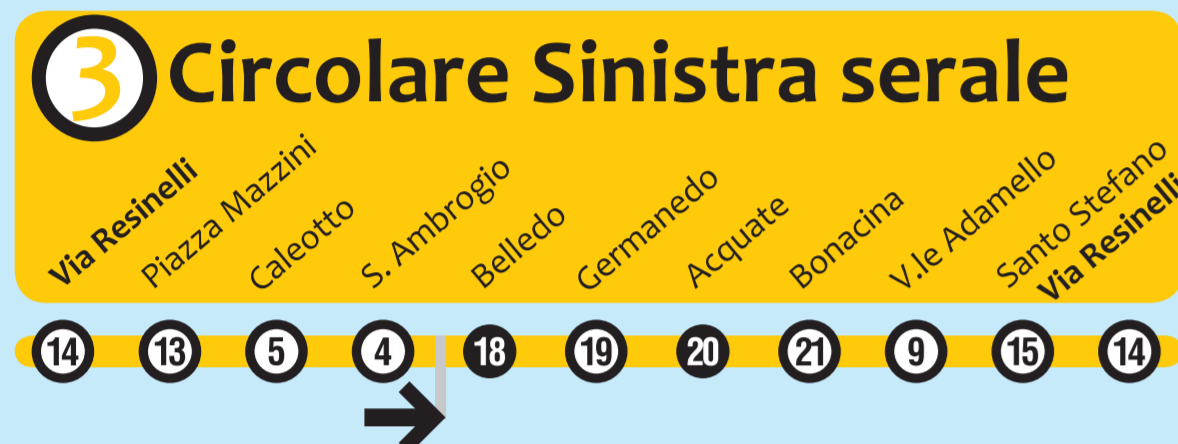 3 Circolare Sinistra serale
Via Resinelli
Piazza Mazzini
Caleotto
S. Ambrogio
Belledo
Germanedo
Acquate
Bonacina
V.le Adamello
Santo Stefano
Via Resinelli
14 13 5 4 18 19 20 21 9 15 14